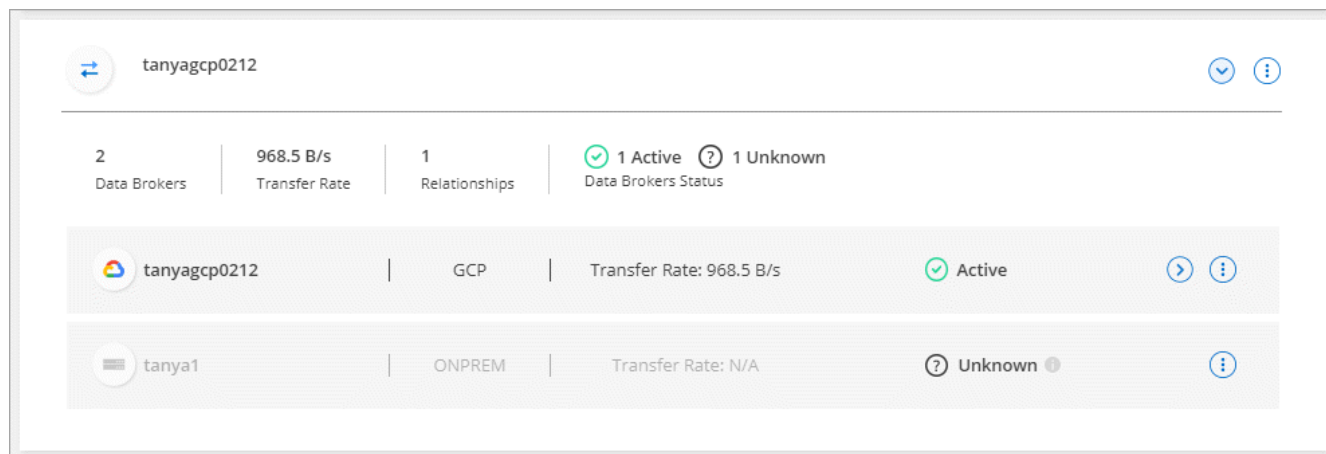 tanyagcp0212
2 968.5 B/s 1 1 Active ? 1 Unknown
Data Brokers Transfer Rate Relationships Data Brokers Status
tanyagcp0212 GCP Transfer Rate: 968.5 B/s Active
tanya1 ONPREM Transfer Rate: N/A ? Unknown i